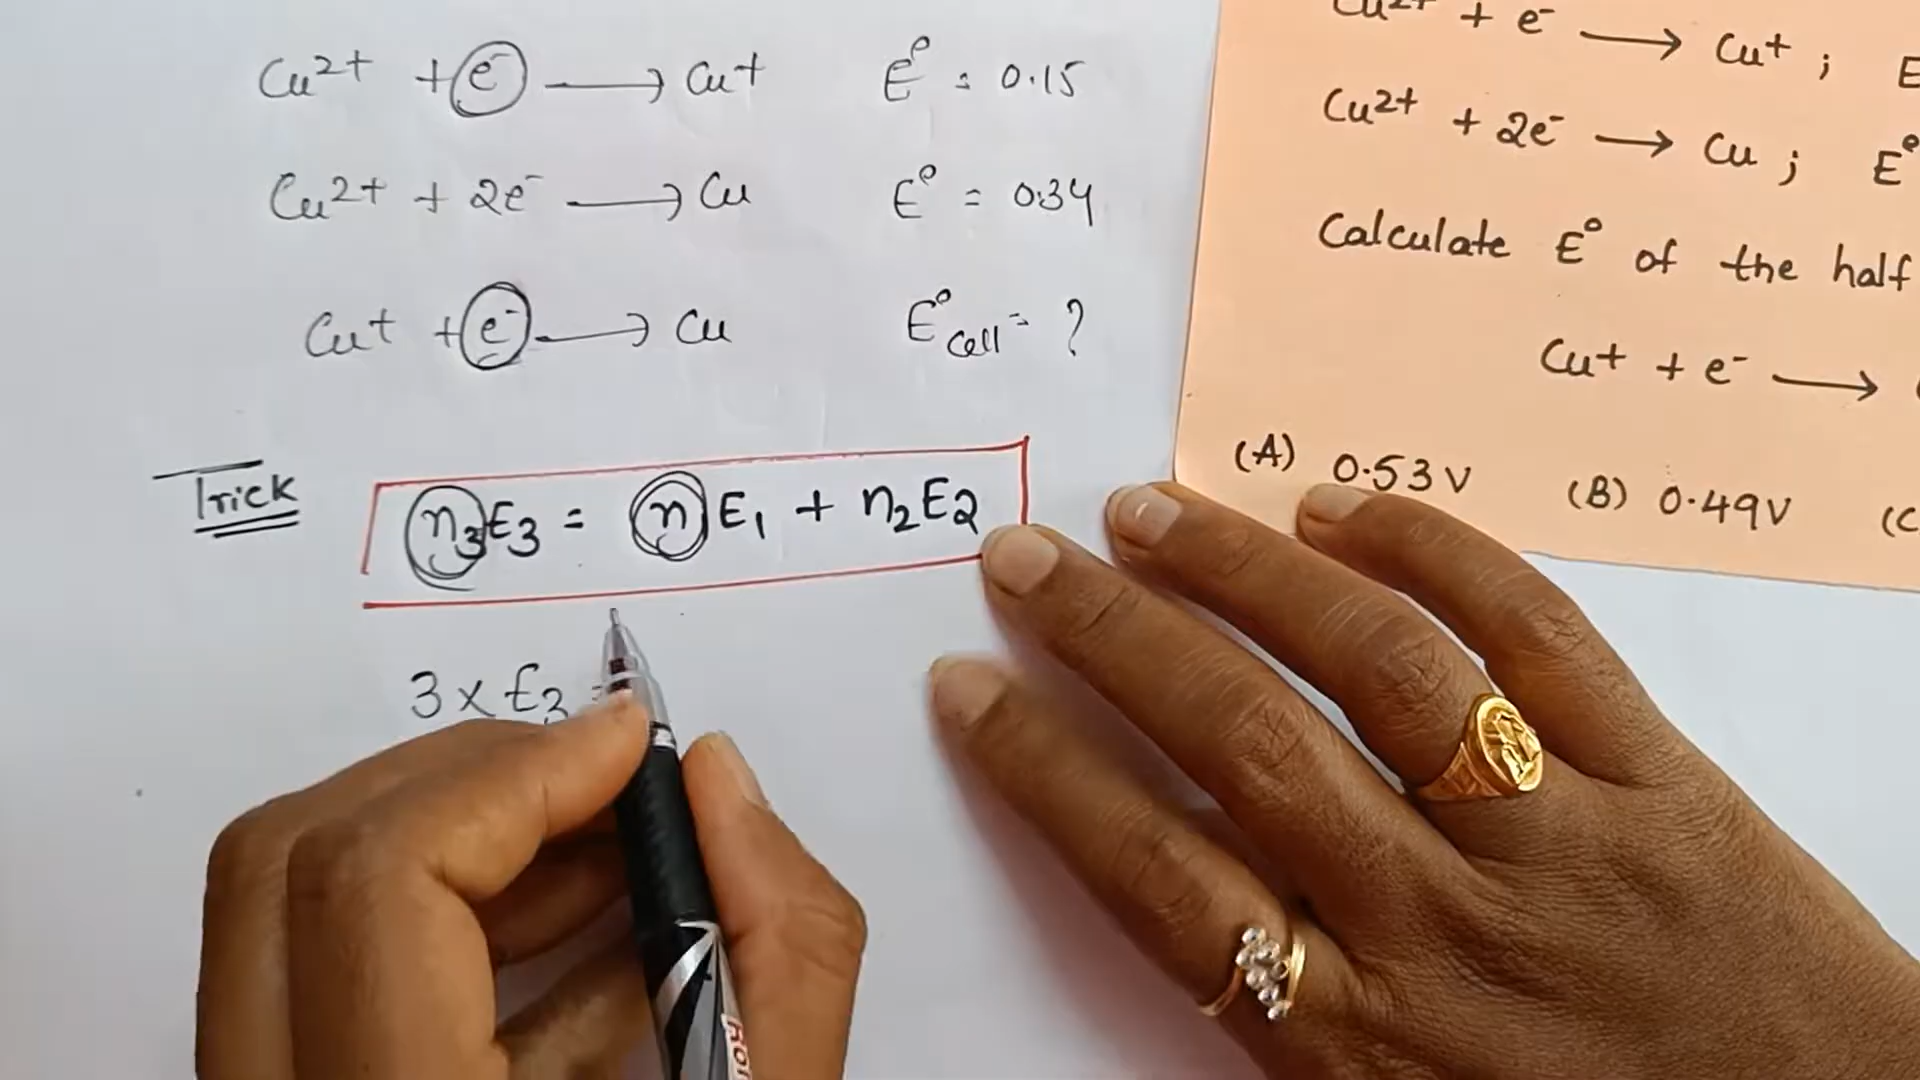 Cu²⁺ + e⁻ ⟶ Cu⁺ E° = 0.15
Cu²⁺ + 2e⁻ ⟶ Cu E° = 0.34
Cu⁺ + e⁻ ⟶ Cu E°cell = ?
Trick
n₃E₃ = nE₁ + n₂E₂
3 × E₃ =
Cu²⁺ + e⁻ ⟶ Cu⁺ ; E
Cu²⁺ + 2e⁻ ⟶ Cu ; E°
Calculate E° of the half
Cu⁺ + e⁻ ⟶
(A) 0.53V (B) 0.49V (C